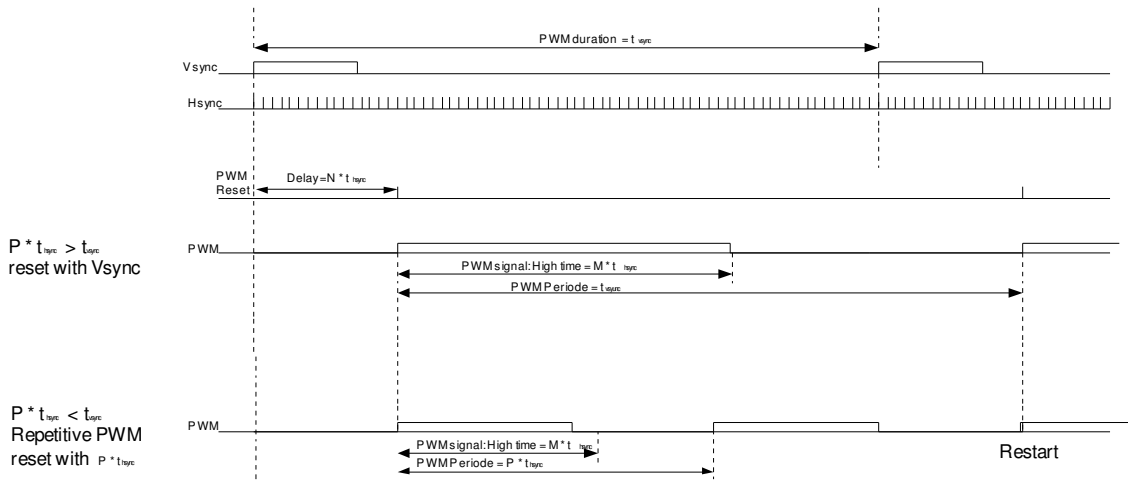 PWM duration = t vsync
Vsync
Hsync
PWM
Reset
Delay=N * t hsync
P * t hsync > t vsync
reset with Vsync
PWM
PWM signal: High time = M * t hsync
PWM Periode = t vsyunc
P * t hsync < t vsync
Repetitive PWM
reset with P * t hsync
PWM
PWM signal: High time = M * t hsync
PWM Periode = P * t hsync
Restart